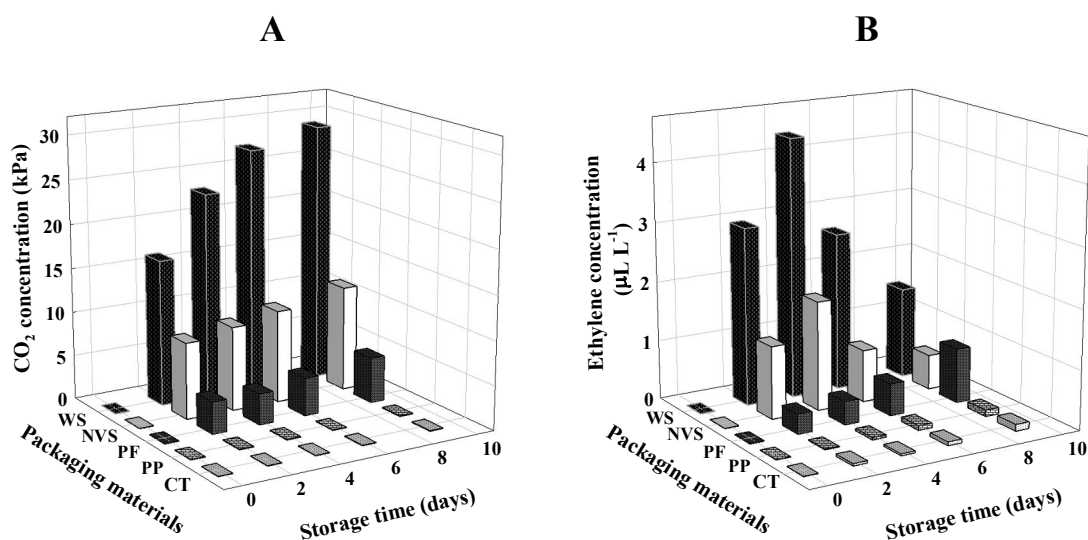 A
B
CO2 concentration (kPa)
30
25
20
15
10
5
0
WS
NVS
PF
PP
CT
Packaging materials
0
2
4
6
8
10
Storage time (days)
Ethylene concentration
(µL L-1)
4
3
2
1
0
WS
NVS
PF
PP
CT
Packaging materials
0
2
4
6
8
10
Storage time (days)